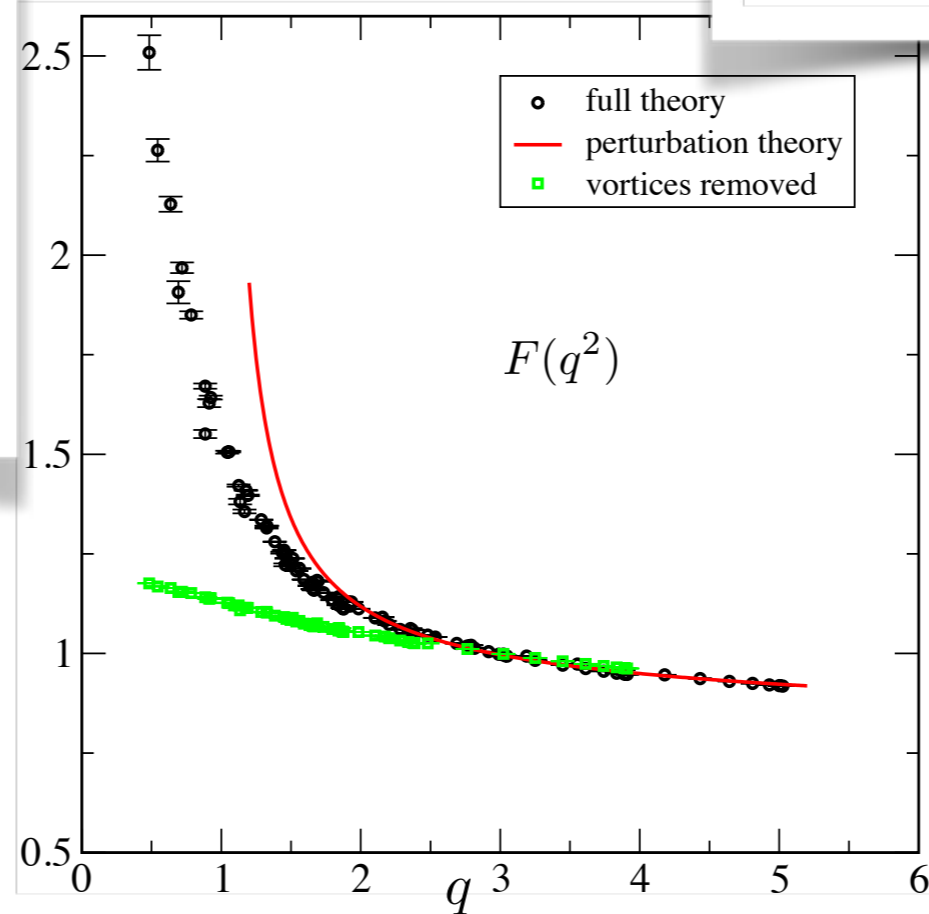 2.5
2
1.5
1
0.5
full theory
perturbation theory
vortices removed
F(q²)
0 1 2 3 4 5 6
q